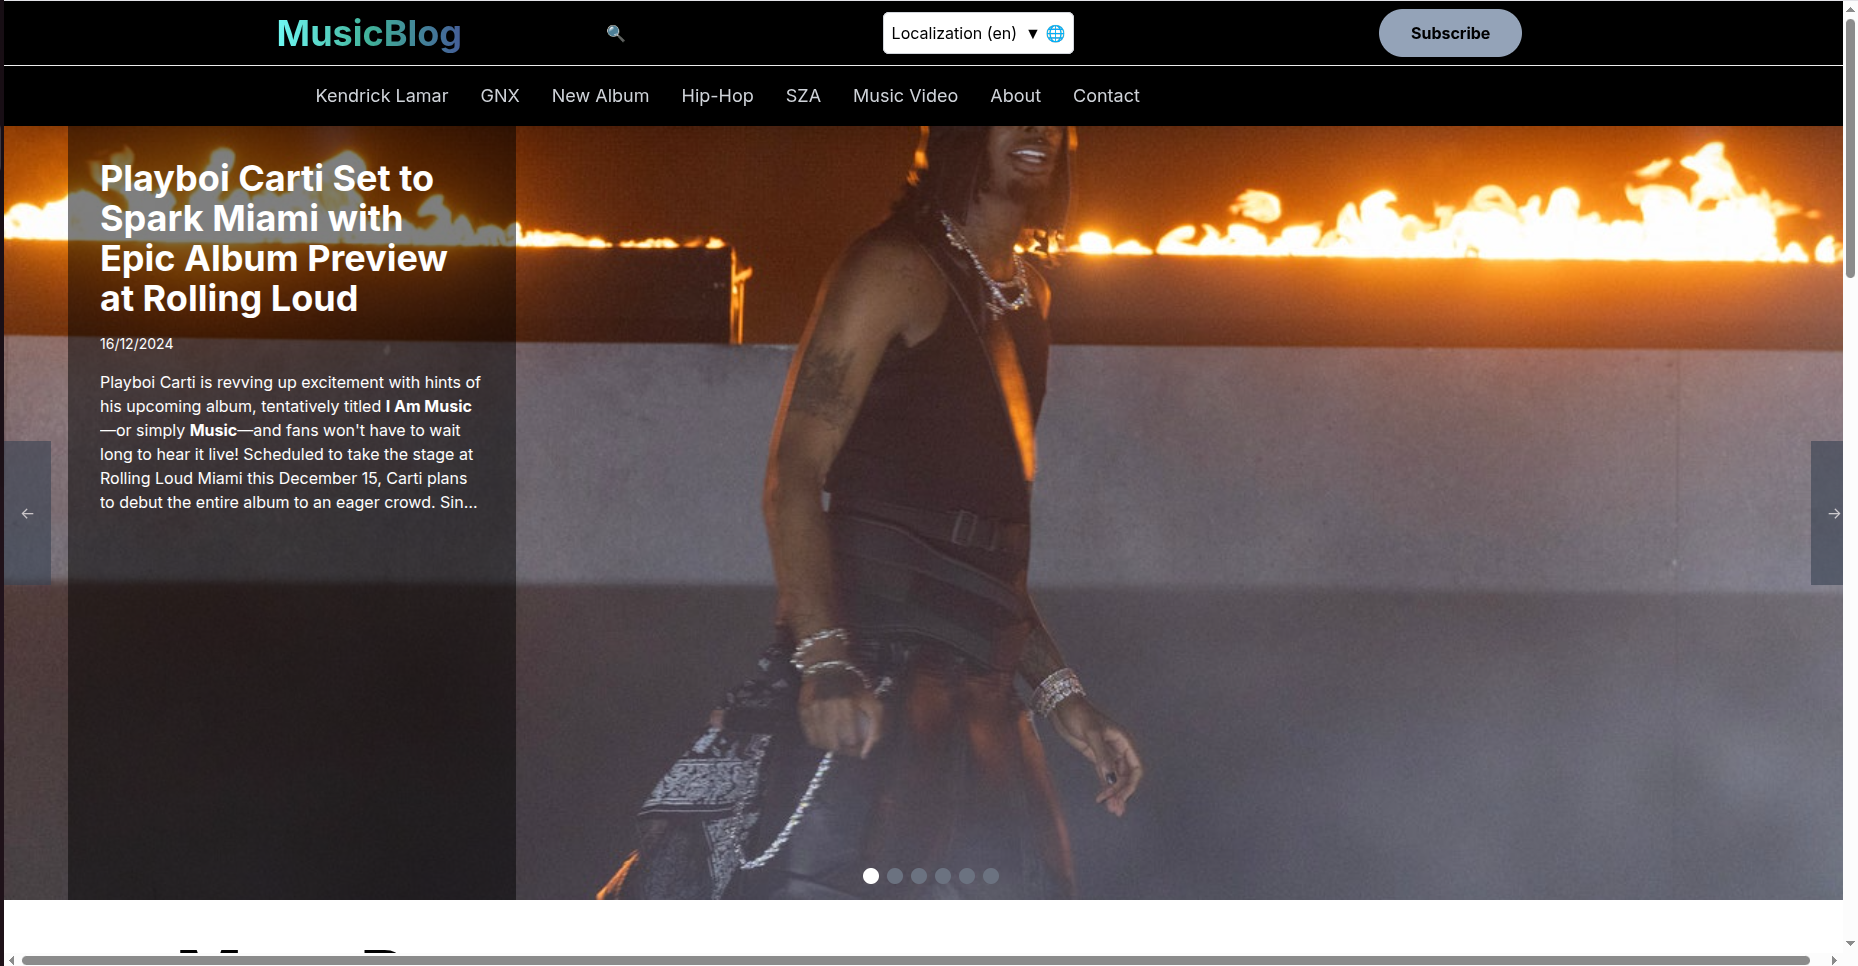 MusicBlog
🔍
Localization (en) ▼ 🌐
Subscribe
Kendrick Lamar GNX New Album Hip-Hop SZA Music Video About Contact
Playboi Carti Set to
Spark Miami with
Epic Album Preview
at Rolling Loud
16/12/2024
Playboi Carti is revving up excitement with hints of
his upcoming album, tentatively titled I Am Music
—or simply Music—and fans won't have to wait
long to hear it live! Scheduled to take the stage at
Rolling Loud Miami this December 15, Carti plans
to debut the entire album to an eager crowd. Sin...
←
→